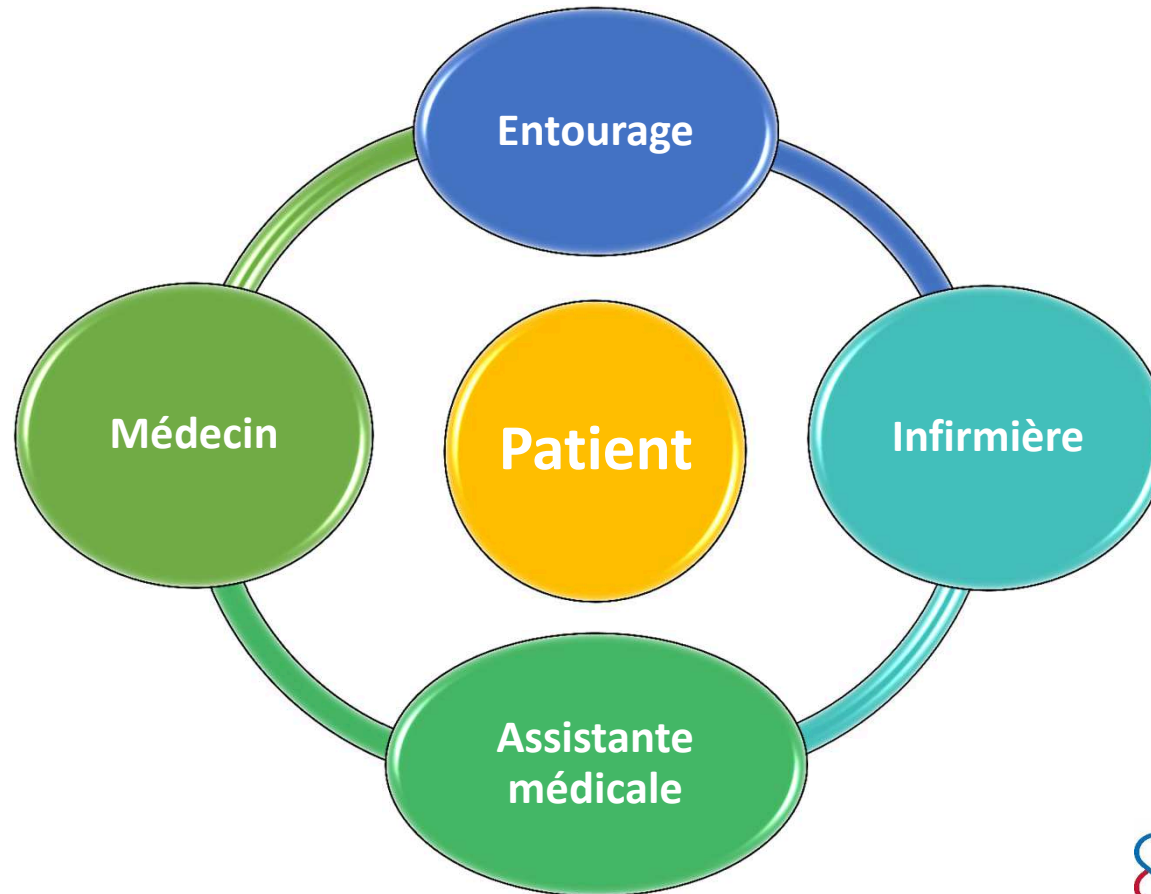 Entourage
Médecin
Patient
Infirmière
Assistante
médicale